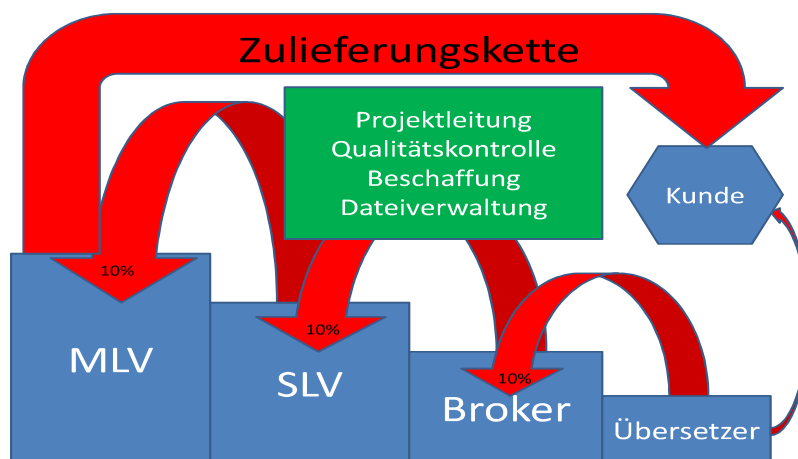 Zulieferungskette
Projektleitung
Qualitätskontrolle
Beschaffung
Dateiverwaltung
Kunde
10%
10%
10%
MLV
SLV
Broker
Übersetzer